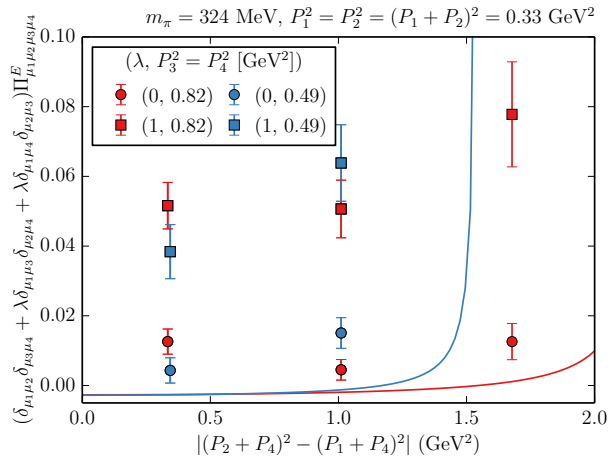 m_π = 324 MeV, P_1^2 = P_2^2 = (P_1 + P_2)^2 = 0.33 GeV^2
(δ_{μ1μ2}δ_{μ3μ4} + λδ_{μ1μ3}δ_{μ2μ4} + λδ_{μ1μ4}δ_{μ2μ3})Π^E_{μ1μ2μ3μ4}
0.10
0.08
0.06
0.04
0.02
0.00
(λ, P_3^2 = P_4^2 [GeV^2])
(0, 0.82) (0, 0.49)
(1, 0.82) (1, 0.49)
0.0 0.5 1.0 1.5 2.0
|(P_2 + P_4)^2 − (P_1 + P_4)^2| (GeV^2)